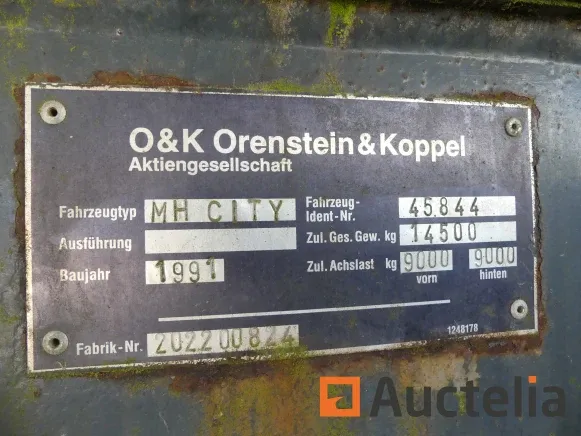 O&K Orenstein & Koppel
Aktiengesellschaft
Fahrzeugtyp MH CITY
Fahrzeug-
Ident-Nr. 45844
Ausführung
Zul. Ges. Gew. kg 14500
Baujahr 1991
Zul. Achslast kg 9000 9000
vorn hinten
Fabrik-Nr. 202200824
1248178
Auctelia